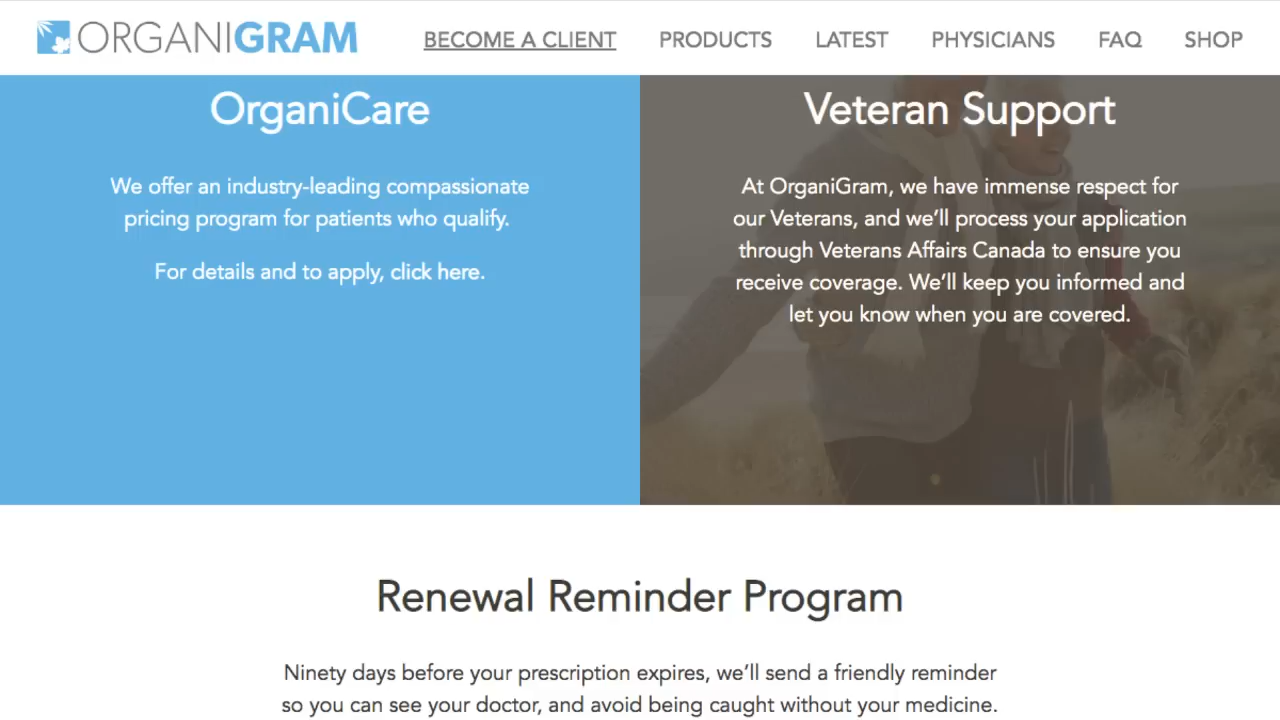 ORGANIGRAM
BECOME A CLIENT
PRODUCTS
LATEST
PHYSICIANS
FAQ
SHOP
OrganiCare
We offer an industry-leading compassionate
pricing program for patients who qualify.
For details and to apply, click here.
Veteran Support
At OrganiGram, we have immense respect for
our Veterans, and we’ll process your application
through Veterans Affairs Canada to ensure you
receive coverage. We’ll keep you informed and
let you know when you are covered.
Renewal Reminder Program
Ninety days before your prescription expires, we’ll send a friendly reminder
so you can see your doctor, and avoid being caught without your medicine.